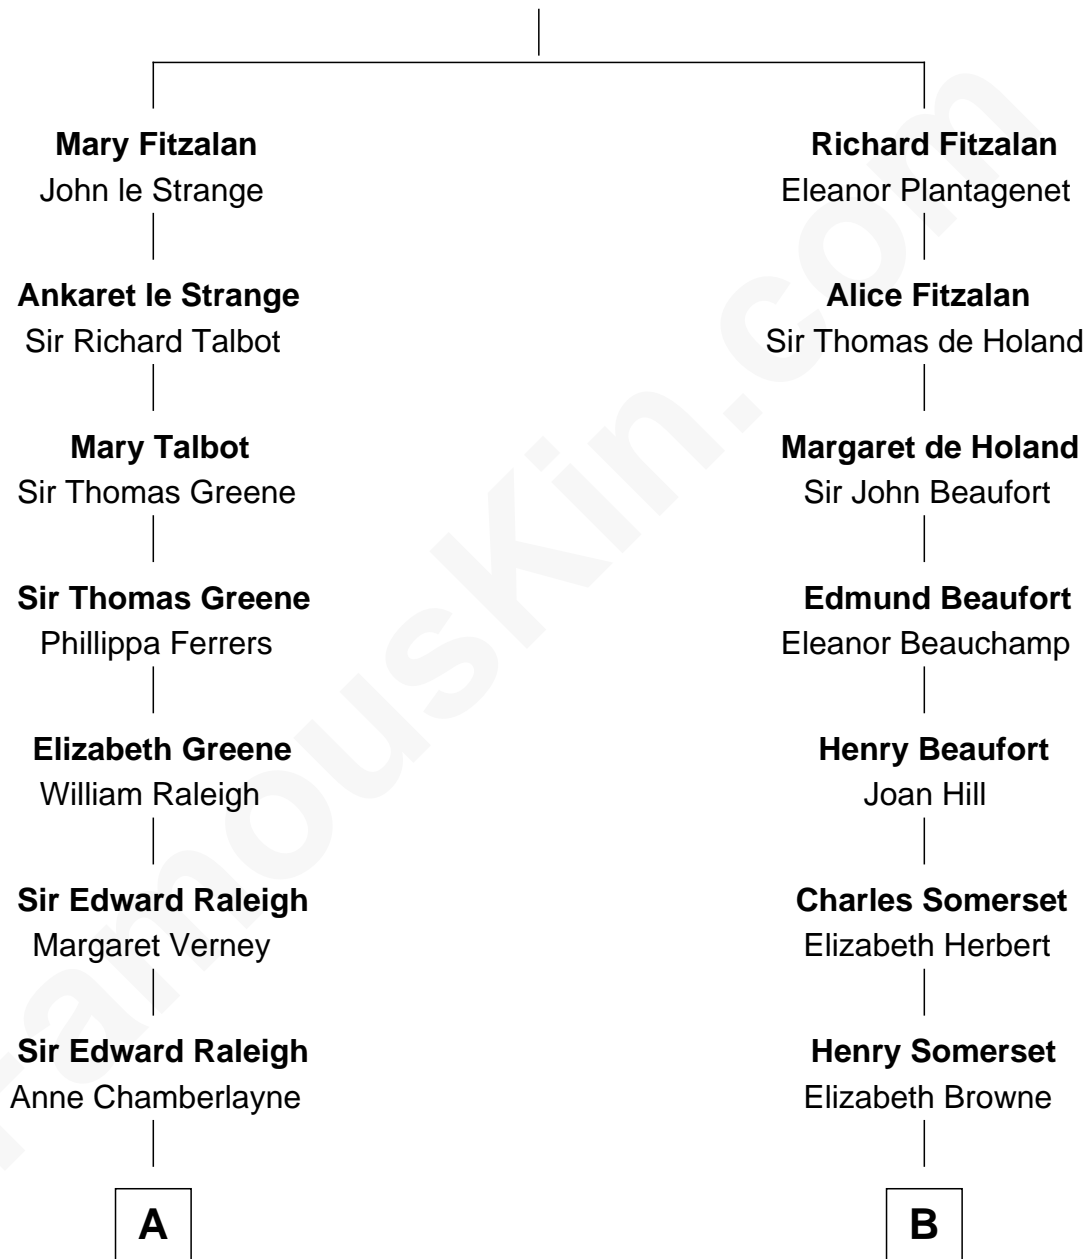 Mary Fitzalan
John le Strange
Ankaret le Strange
Sir Richard Talbot
Mary Talbot
Sir Thomas Greene
Sir Thomas Greene
Phillippa Ferrers
Elizabeth Greene
William Raleigh
Sir Edward Raleigh
Margaret Verney
Sir Edward Raleigh
Anne Chamberlayne
A
Richard Fitzalan
Eleanor Plantagenet
Alice Fitzalan
Sir Thomas de Holand
Margaret de Holand
Sir John Beaufort
Edmund Beaufort
Eleanor Beauchamp
Henry Beaufort
Joan Hill
Charles Somerset
Elizabeth Herbert
Henry Somerset
Elizabeth Browne
B
FamousKin.com